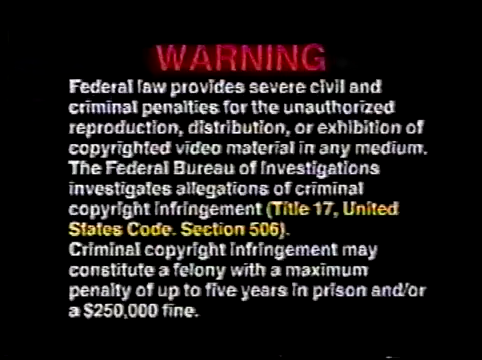 WARNING
Federal law provides severe civil and
criminal penalties for the unauthorized
reproduction, distribution, or exhibition of
copyrighted video material in any medium.
The Federal Bureau of Investigations
investigates allegations of criminal
copyright infringement (Title 17, United
States Code. Section 506).
Criminal copyright infringement may
constitute a felony with a maximum
penalty of up to five years in prison and/or
a $250,000 fine.